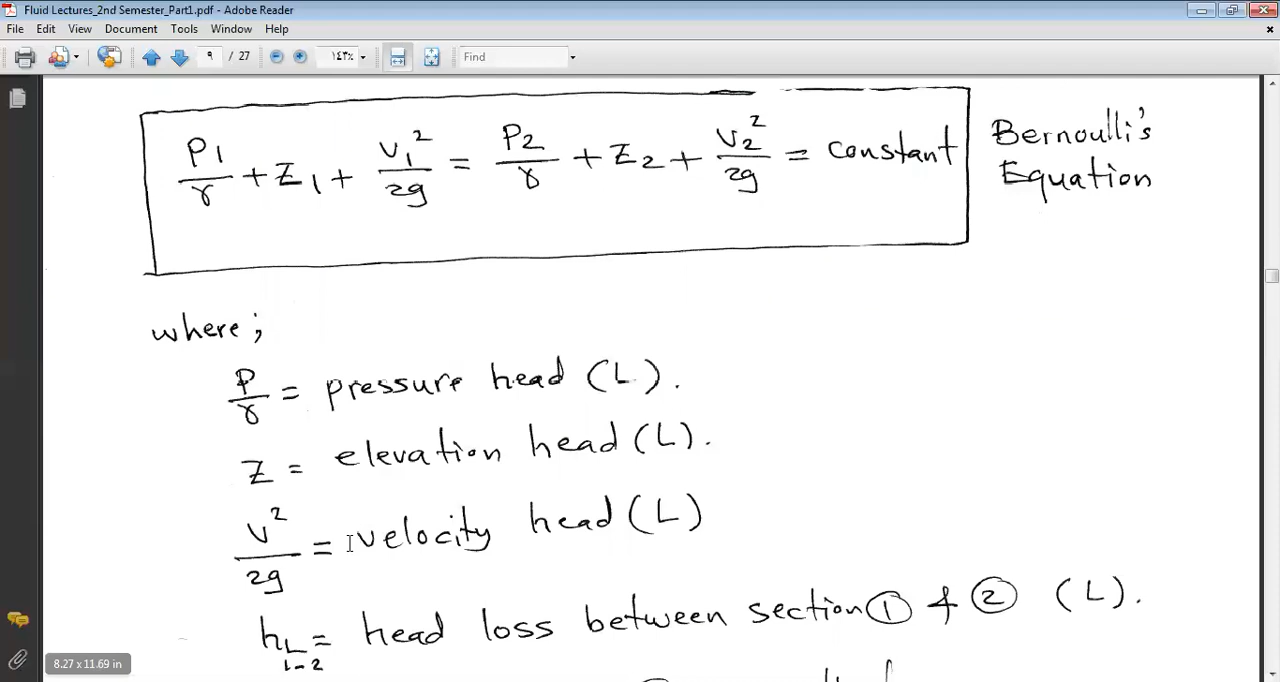 Fluid Lectures_2nd Semester_Part1.pdf - Adobe Reader
File Edit View Document Tools Window Help
٩ / 27 ١٤٣% Find
P1/γ + Z1 + V1²/2g = P2/γ + Z2 + V2²/2g = constant
Bernoulli's
Equation
where;
P/γ = pressure head (L).
Z = elevation head (L).
V²/2g = velocity head (L)
hL1-2 = head loss between section ① & ② (L).
8.27 x 11.69 in